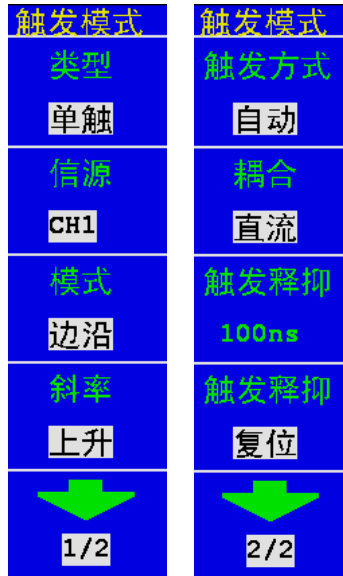 触发模式
类型
单触
信源
CH1
模式
边沿
斜率
上升
1/2
触发模式
触发方式
自动
耦合
直流
触发释抑
100ns
触发释抑
复位
2/2